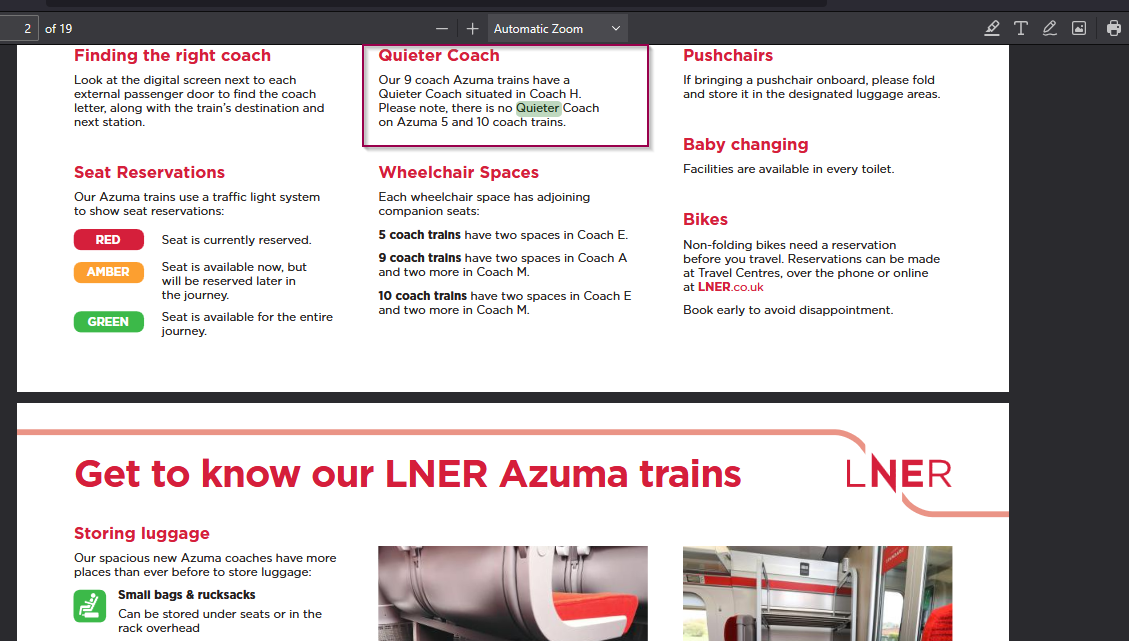 2 of 19
Automatic Zoom
Finding the right coach
Look at the digital screen next to each
external passenger door to find the coach
letter, along with the train's destination and
next station.
Seat Reservations
Our Azuma trains use a traffic light system
to show seat reservations:
RED Seat is currently reserved.
AMBER Seat is available now, but
will be reserved later in
the journey.
GREEN Seat is available for the entire
journey.
Quieter Coach
Our 9 coach Azuma trains have a
Quieter Coach situated in Coach H.
Please note, there is no Quieter Coach
on Azuma 5 and 10 coach trains.
Wheelchair Spaces
Each wheelchair space has adjoining
companion seats:
5 coach trains have two spaces in Coach E.
9 coach trains have two spaces in Coach A
and two more in Coach M.
10 coach trains have two spaces in Coach E
and two more in Coach M.
Pushchairs
If bringing a pushchair onboard, please fold
and store it in the designated luggage areas.
Baby changing
Facilities are available in every toilet.
Bikes
Non-folding bikes need a reservation
before you travel. Reservations can be made
at Travel Centres, over the phone or online
at LNER.co.uk
Book early to avoid disappointment.
Get to know our LNER Azuma trains
LNER
Storing luggage
Our spacious new Azuma coaches have more
places than ever before to store luggage:
Small bags & rucksacks
Can be stored under seats or in the
rack overhead